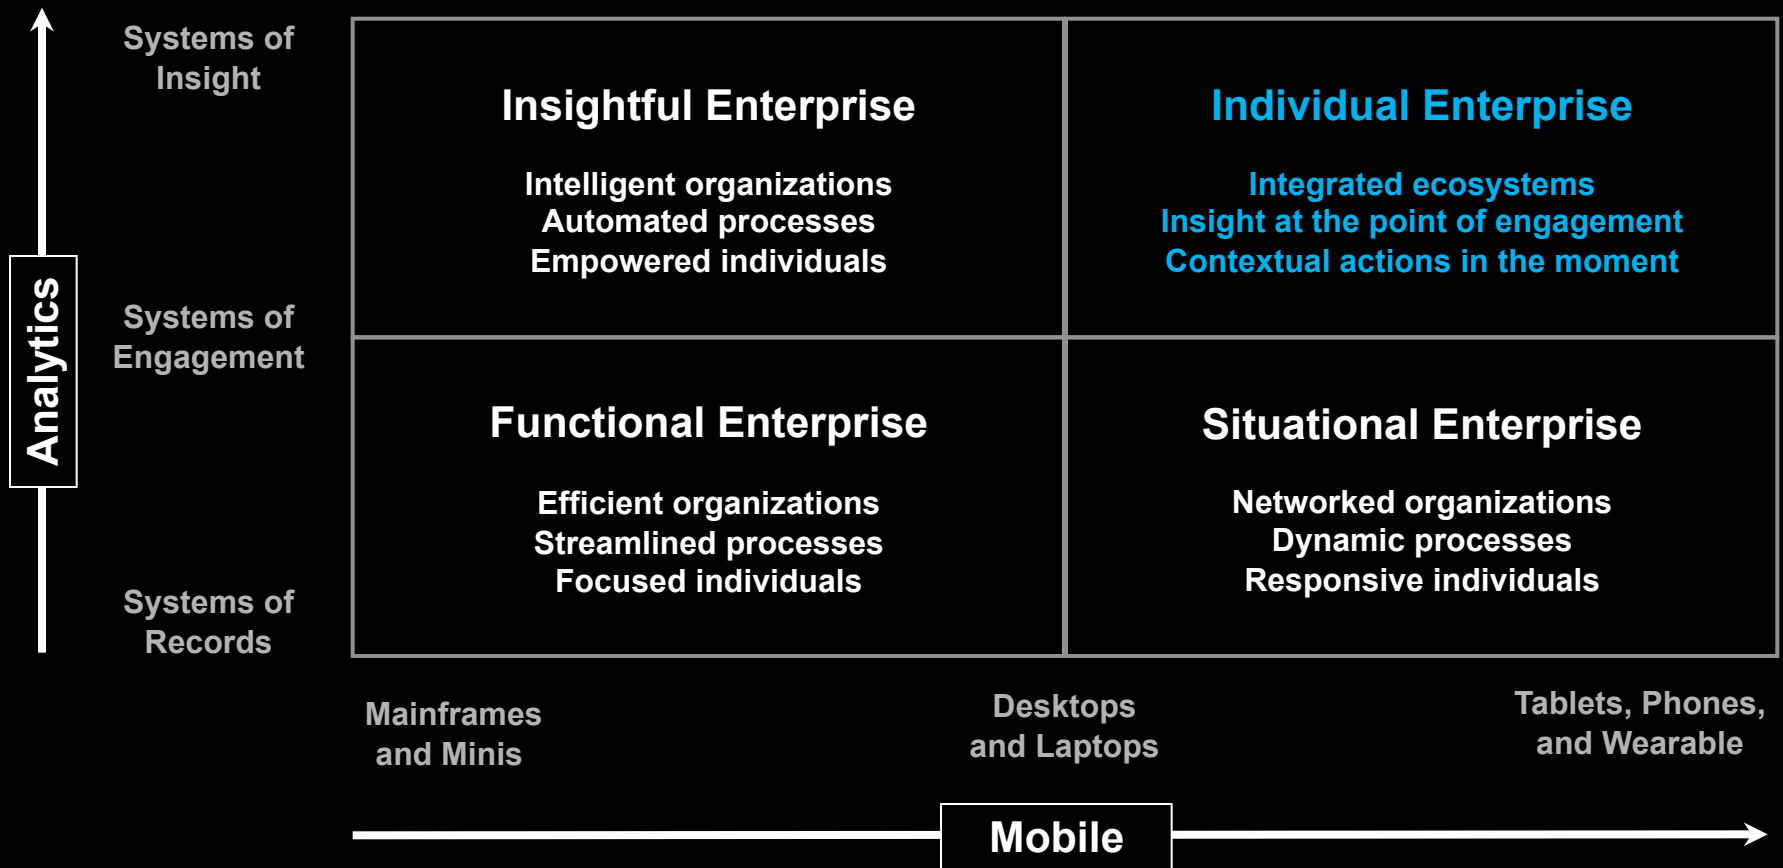 Systems of
Insight
Insightful Enterprise
Intelligent organizations
Automated processes
Empowered individuals
Individual Enterprise
Integrated ecosystems
Insight at the point of engagement
Contextual actions in the moment
Analytics
Systems of
Engagement
Functional Enterprise
Efficient organizations
Streamlined processes
Focused individuals
Situational Enterprise
Networked organizations
Dynamic processes
Responsive individuals
Systems of
Records
Mainframes
and Minis
Desktops
and Laptops
Tablets, Phones,
and Wearable
Mobile